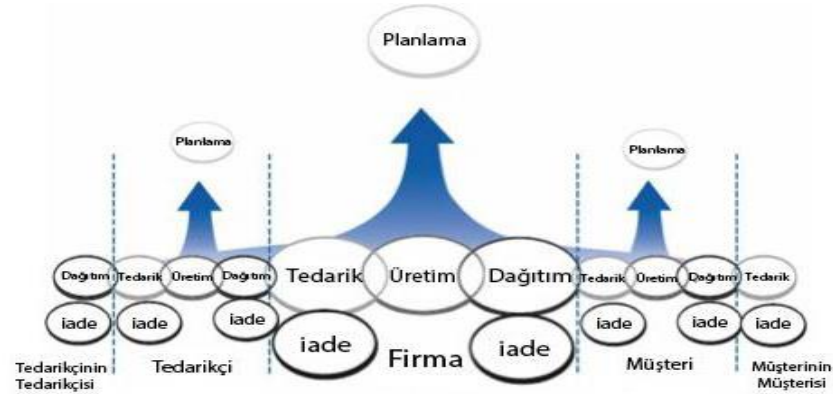 Planlama
Planlama
Planlama
Dağıtım Tedarik Üretim Dağıtım Tedarik Üretim Dağıtım Tedarik Üretim Dağıtım Tedarik
iade iade iade iade iade iade iade iade
Tedarikçinin
Tedarikçisi
Tedarikçi
Firma
Müşteri
Müşterinin
Müşterisi